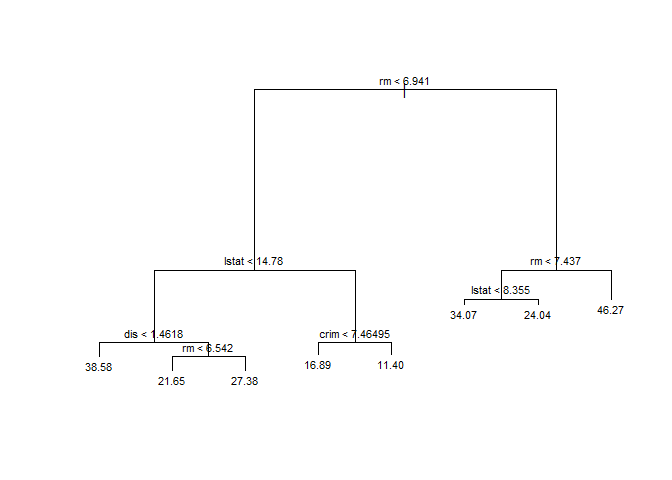 rm < 6.941
lstat < 14.78
rm < 7.437
lstat < 8.355
34.07
24.04
46.27
dis < 1.4618
crim < 7.46495
rm < 6.542
38.58
16.89
11.40
21.65
27.38